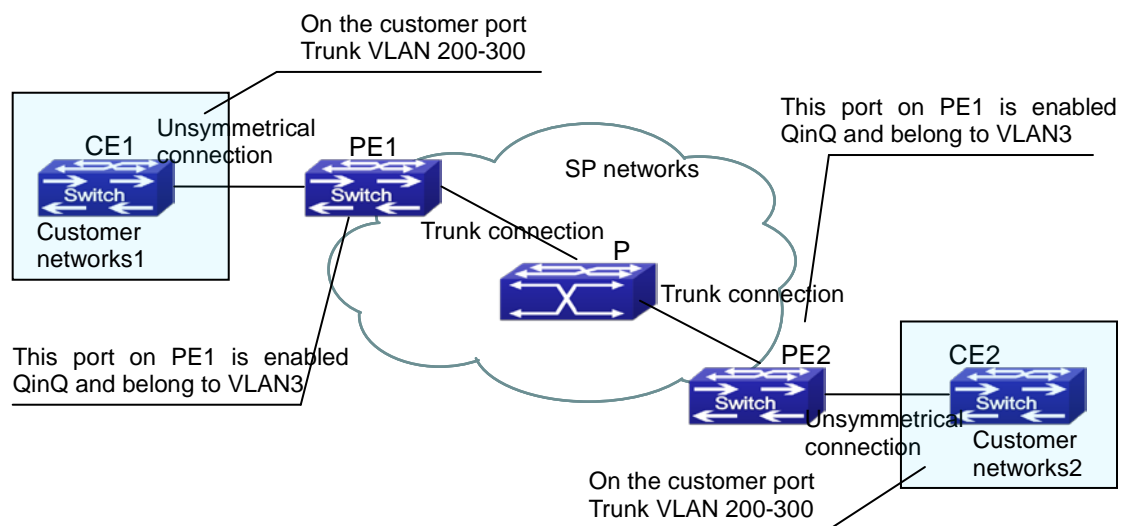 On the customer port
Trunk VLAN 200-300
This port on PE1 is enabled
QinQ and belong to VLAN3
Unsymmetrical
connection
CE1
PE1
SP networks
Switch
Switch
Customer
networks1
Trunk connection
P
Trunk connection
This port on PE1 is enabled
QinQ and belong to VLAN3
PE2
CE2
Switch
Switch
Unsymmetrical
connection
Customer
networks2
On the customer port
Trunk VLAN 200-300